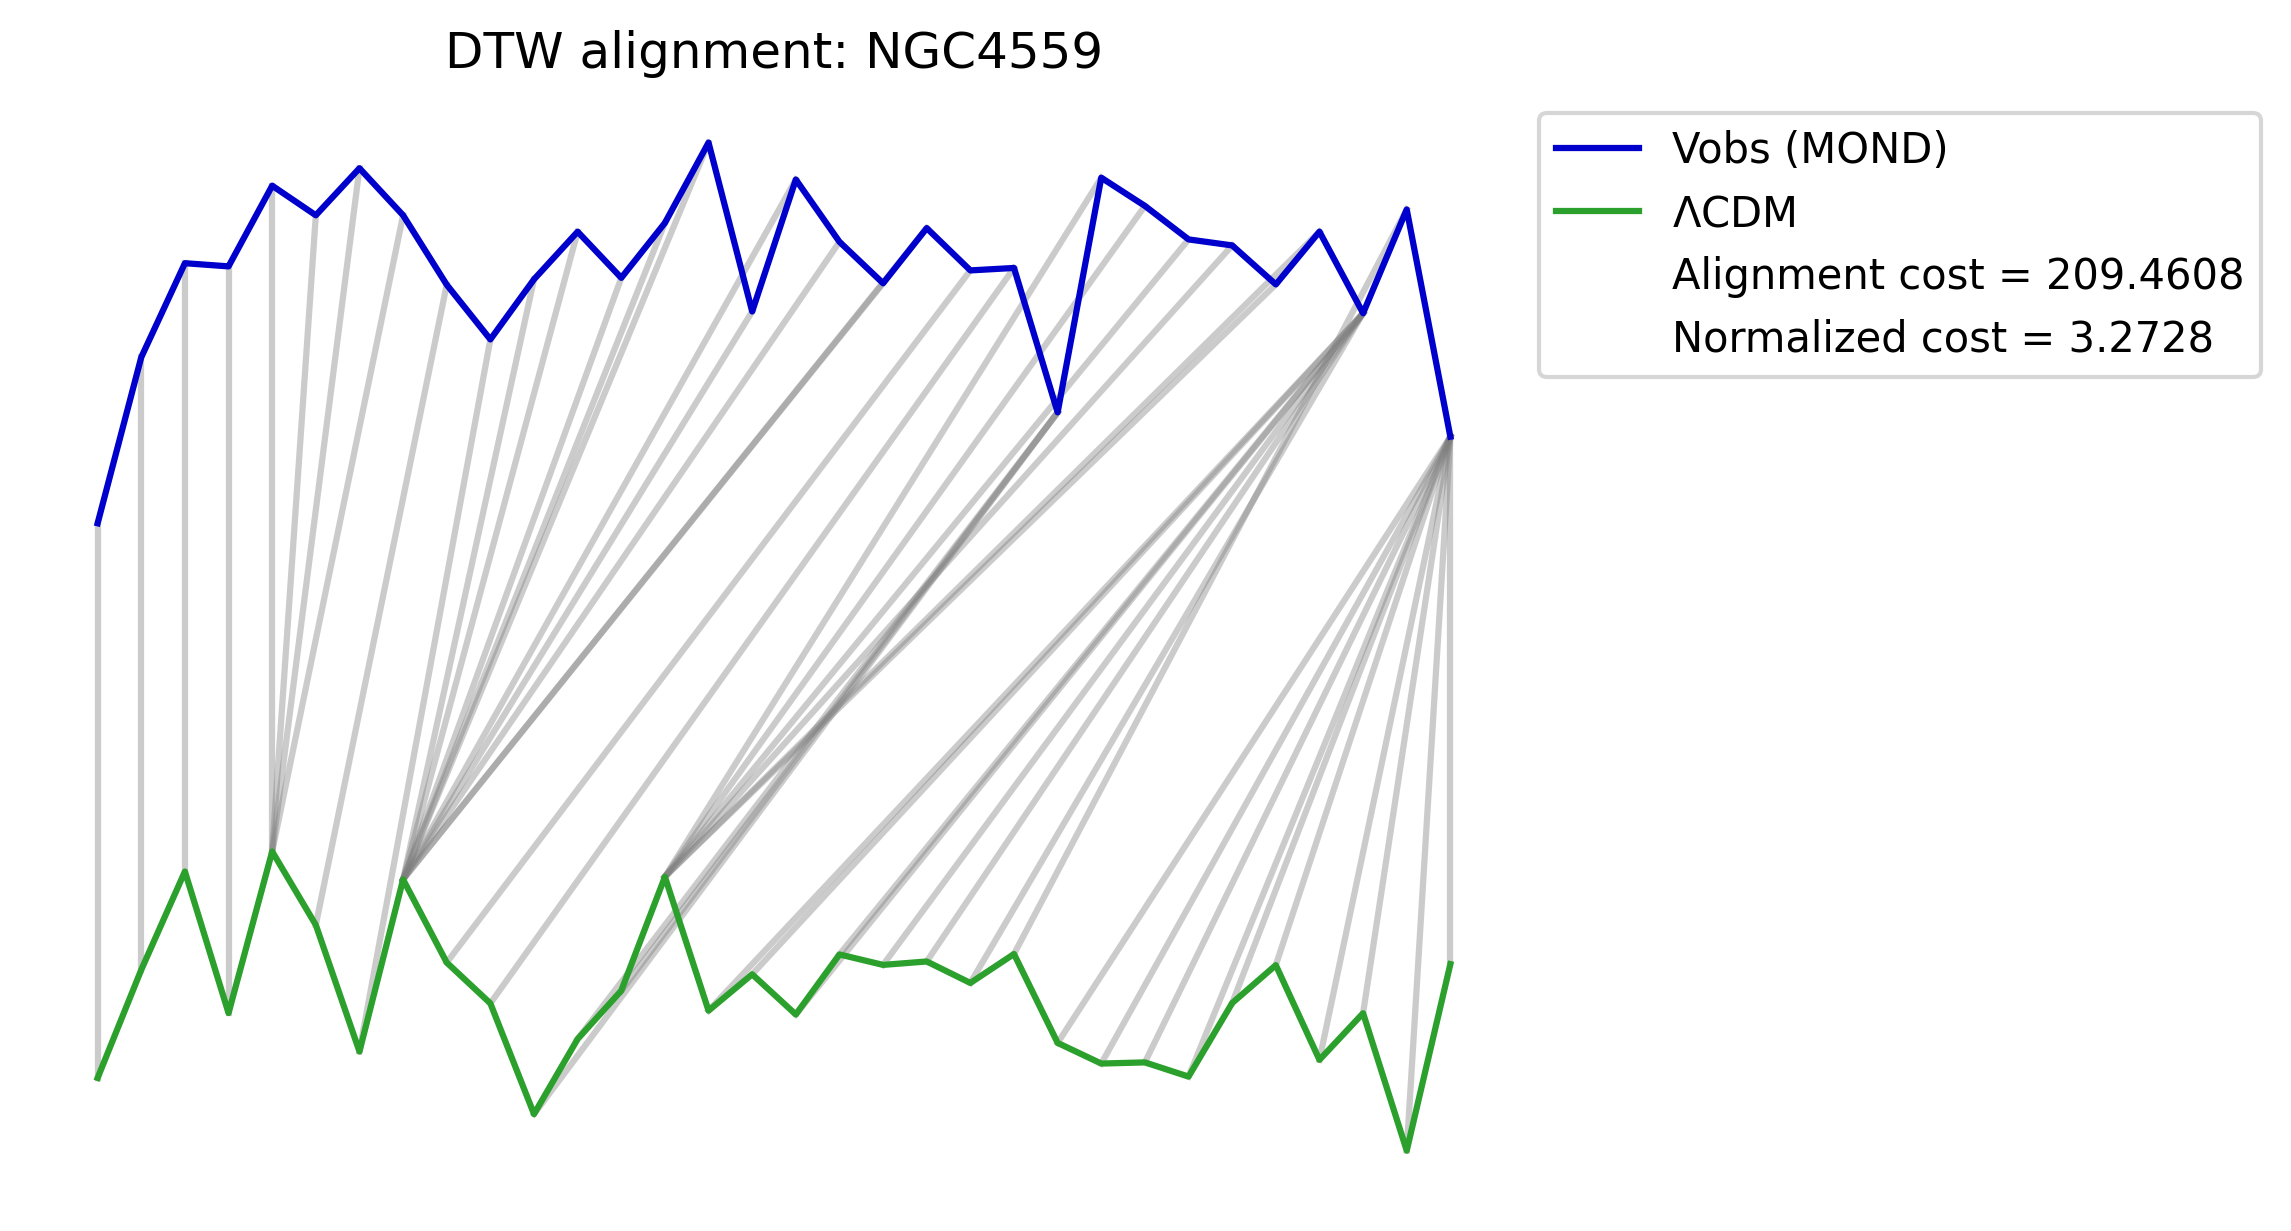 DTW alignment: NGC4559
Vobs (MOND)
ΛCDM
Alignment cost = 209.4608
Normalized cost = 3.2728